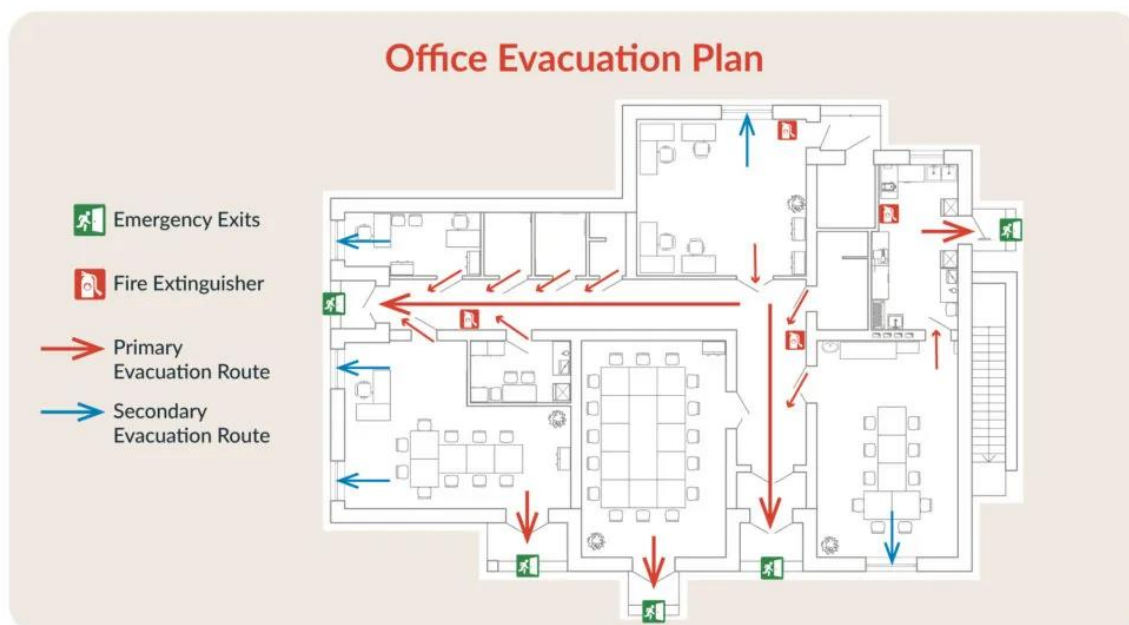 Office Evacuation Plan
Emergency Exits
Fire Extinguisher
Primary
Evacuation Route
Secondary
Evacuation Route